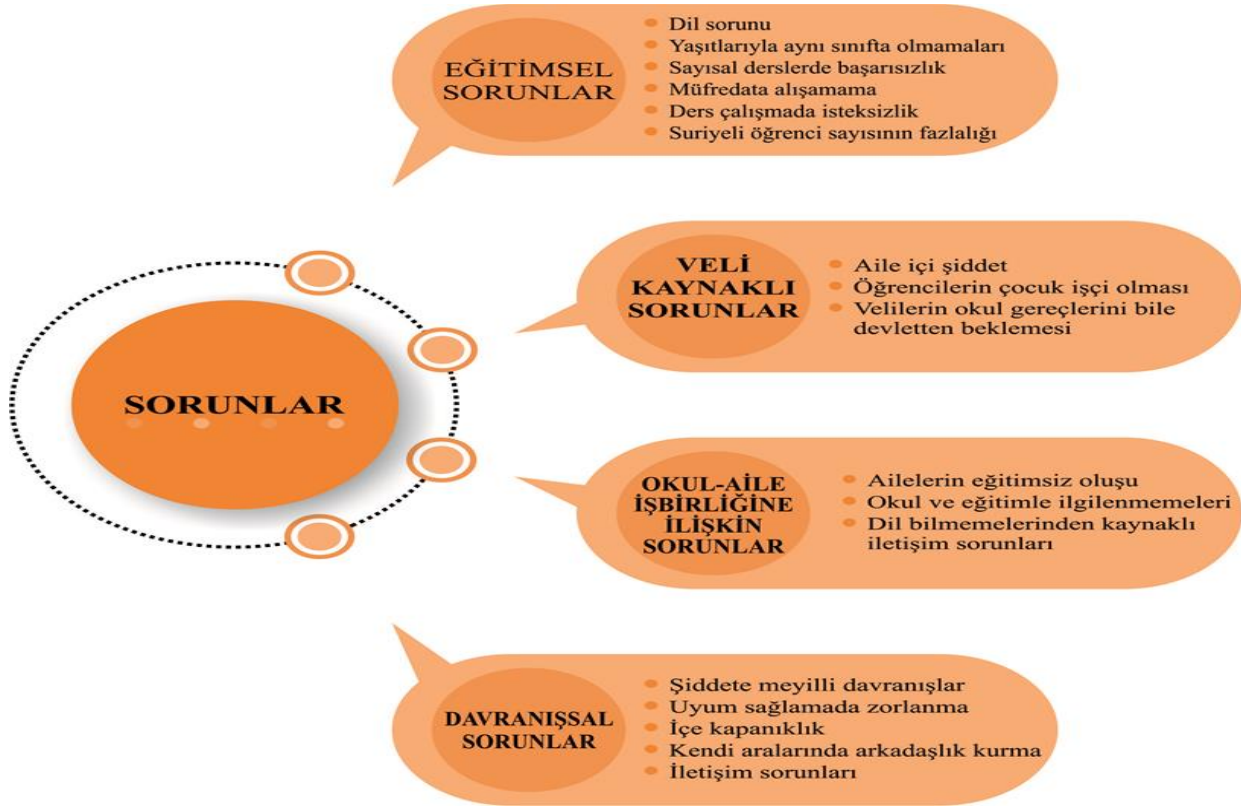 EĞİTİMSEL
SORUNLAR
Dil sorunu
Yaşıtlarıyla aynı sınıfta olmamaları
Sayısal derslerde başarısızlık
Müfredata alışamama
Ders çalışmada isteksizlik
Suriyeli öğrenci sayısının fazlalığı
VELİ
KAYNAKLI
SORUNLAR
Aile içi şiddet
Öğrencilerin çocuk işçi olması
Velilerin okul gereçlerini bile
devletten beklemesi
SORUNLAR
OKUL-AİLE
İŞBİRLİĞİNE
İLİŞKİN
SORUNLAR
Ailelerin eğitimsiz oluşu
Okul ve eğitimle ilgilenmemeleri
Dil bilmemelerinden kaynaklı
iletişim sorunları
DAVRANIŞSAL
SORUNLAR
Şiddete meyilli davranışlar
Uyum sağlamada zorlanma
İçe kapanıklık
Kendi aralarında arkadaşlık kurma
İletişim sorunları